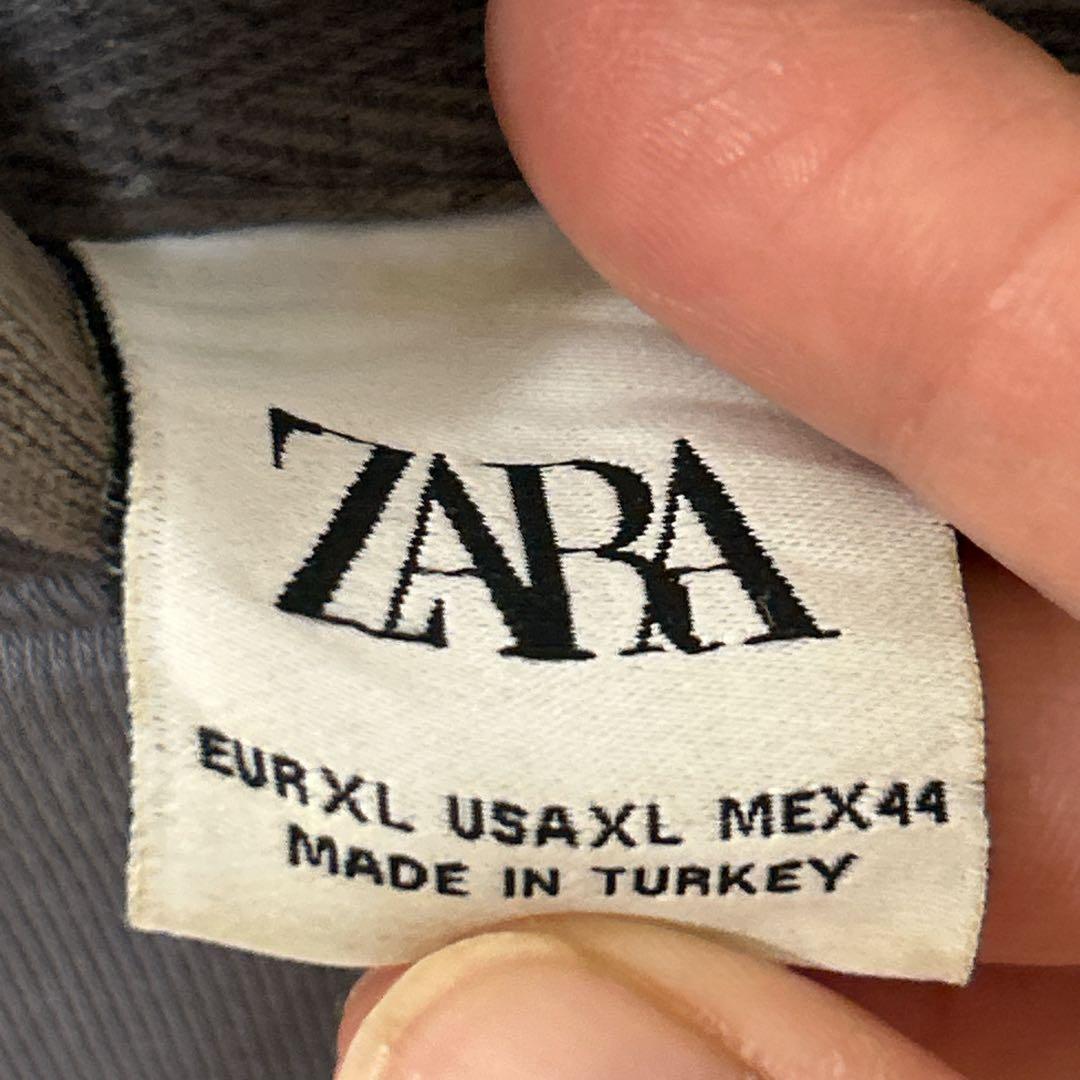 ZARA
EUR XL USA XL MEX 44
MADE IN TURKEY